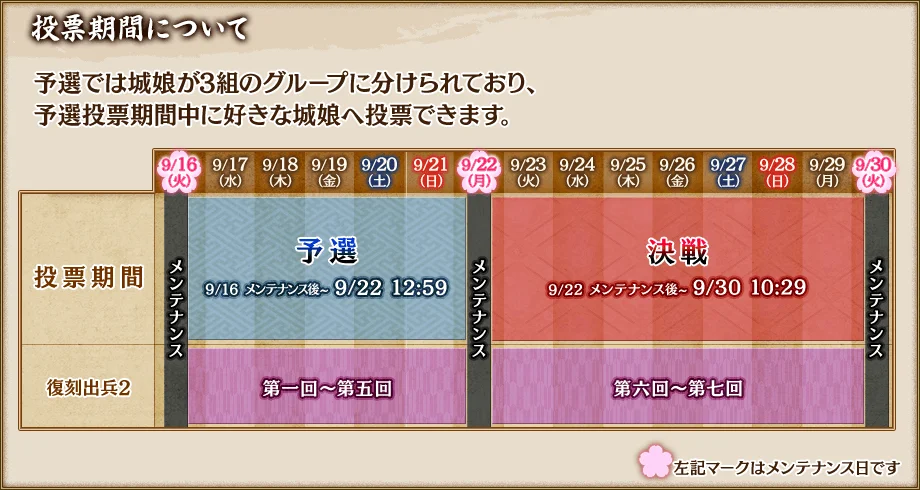 投票期間について
予選では城娘が3組のグループに分けられており、
予選投票期間中に好きな城娘へ投票できます。
9/16 9/17 9/18 9/19 9/20 9/21 9/22 9/23 9/24 9/25 9/26 9/27 9/28 9/29 9/30
(火) (水) (木) (金) (土) (日) (月) (火) (水) (木) (金) (土) (日) (月) (火)
投票期間
メンテナンス
予選
9/16 メンテナンス後~ 9/22 12:59
メンテナンス
決戦
9/22 メンテナンス後~ 9/30 10:29
メンテナンス
復刻出兵2
第一回~第五回
第六回~第七回
左記マークはメンテナンス日です